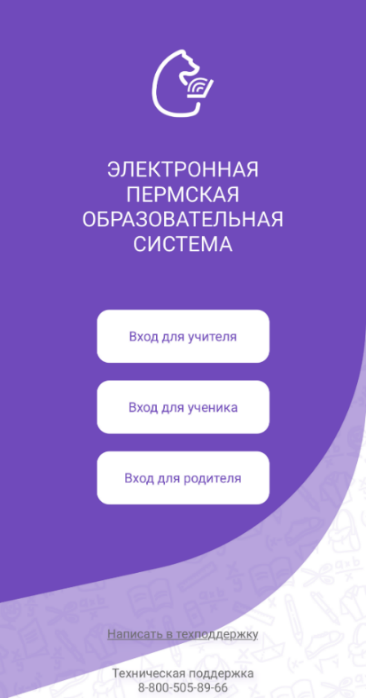 ЭЛЕКТРОННАЯ
ПЕРМСКАЯ
ОБРАЗОВАТЕЛЬНАЯ
СИСТЕМА
Вход для учителя
Вход для ученика
Вход для родителя
Написать в техподдержку
Техническая поддержка
8-800-505-89-66